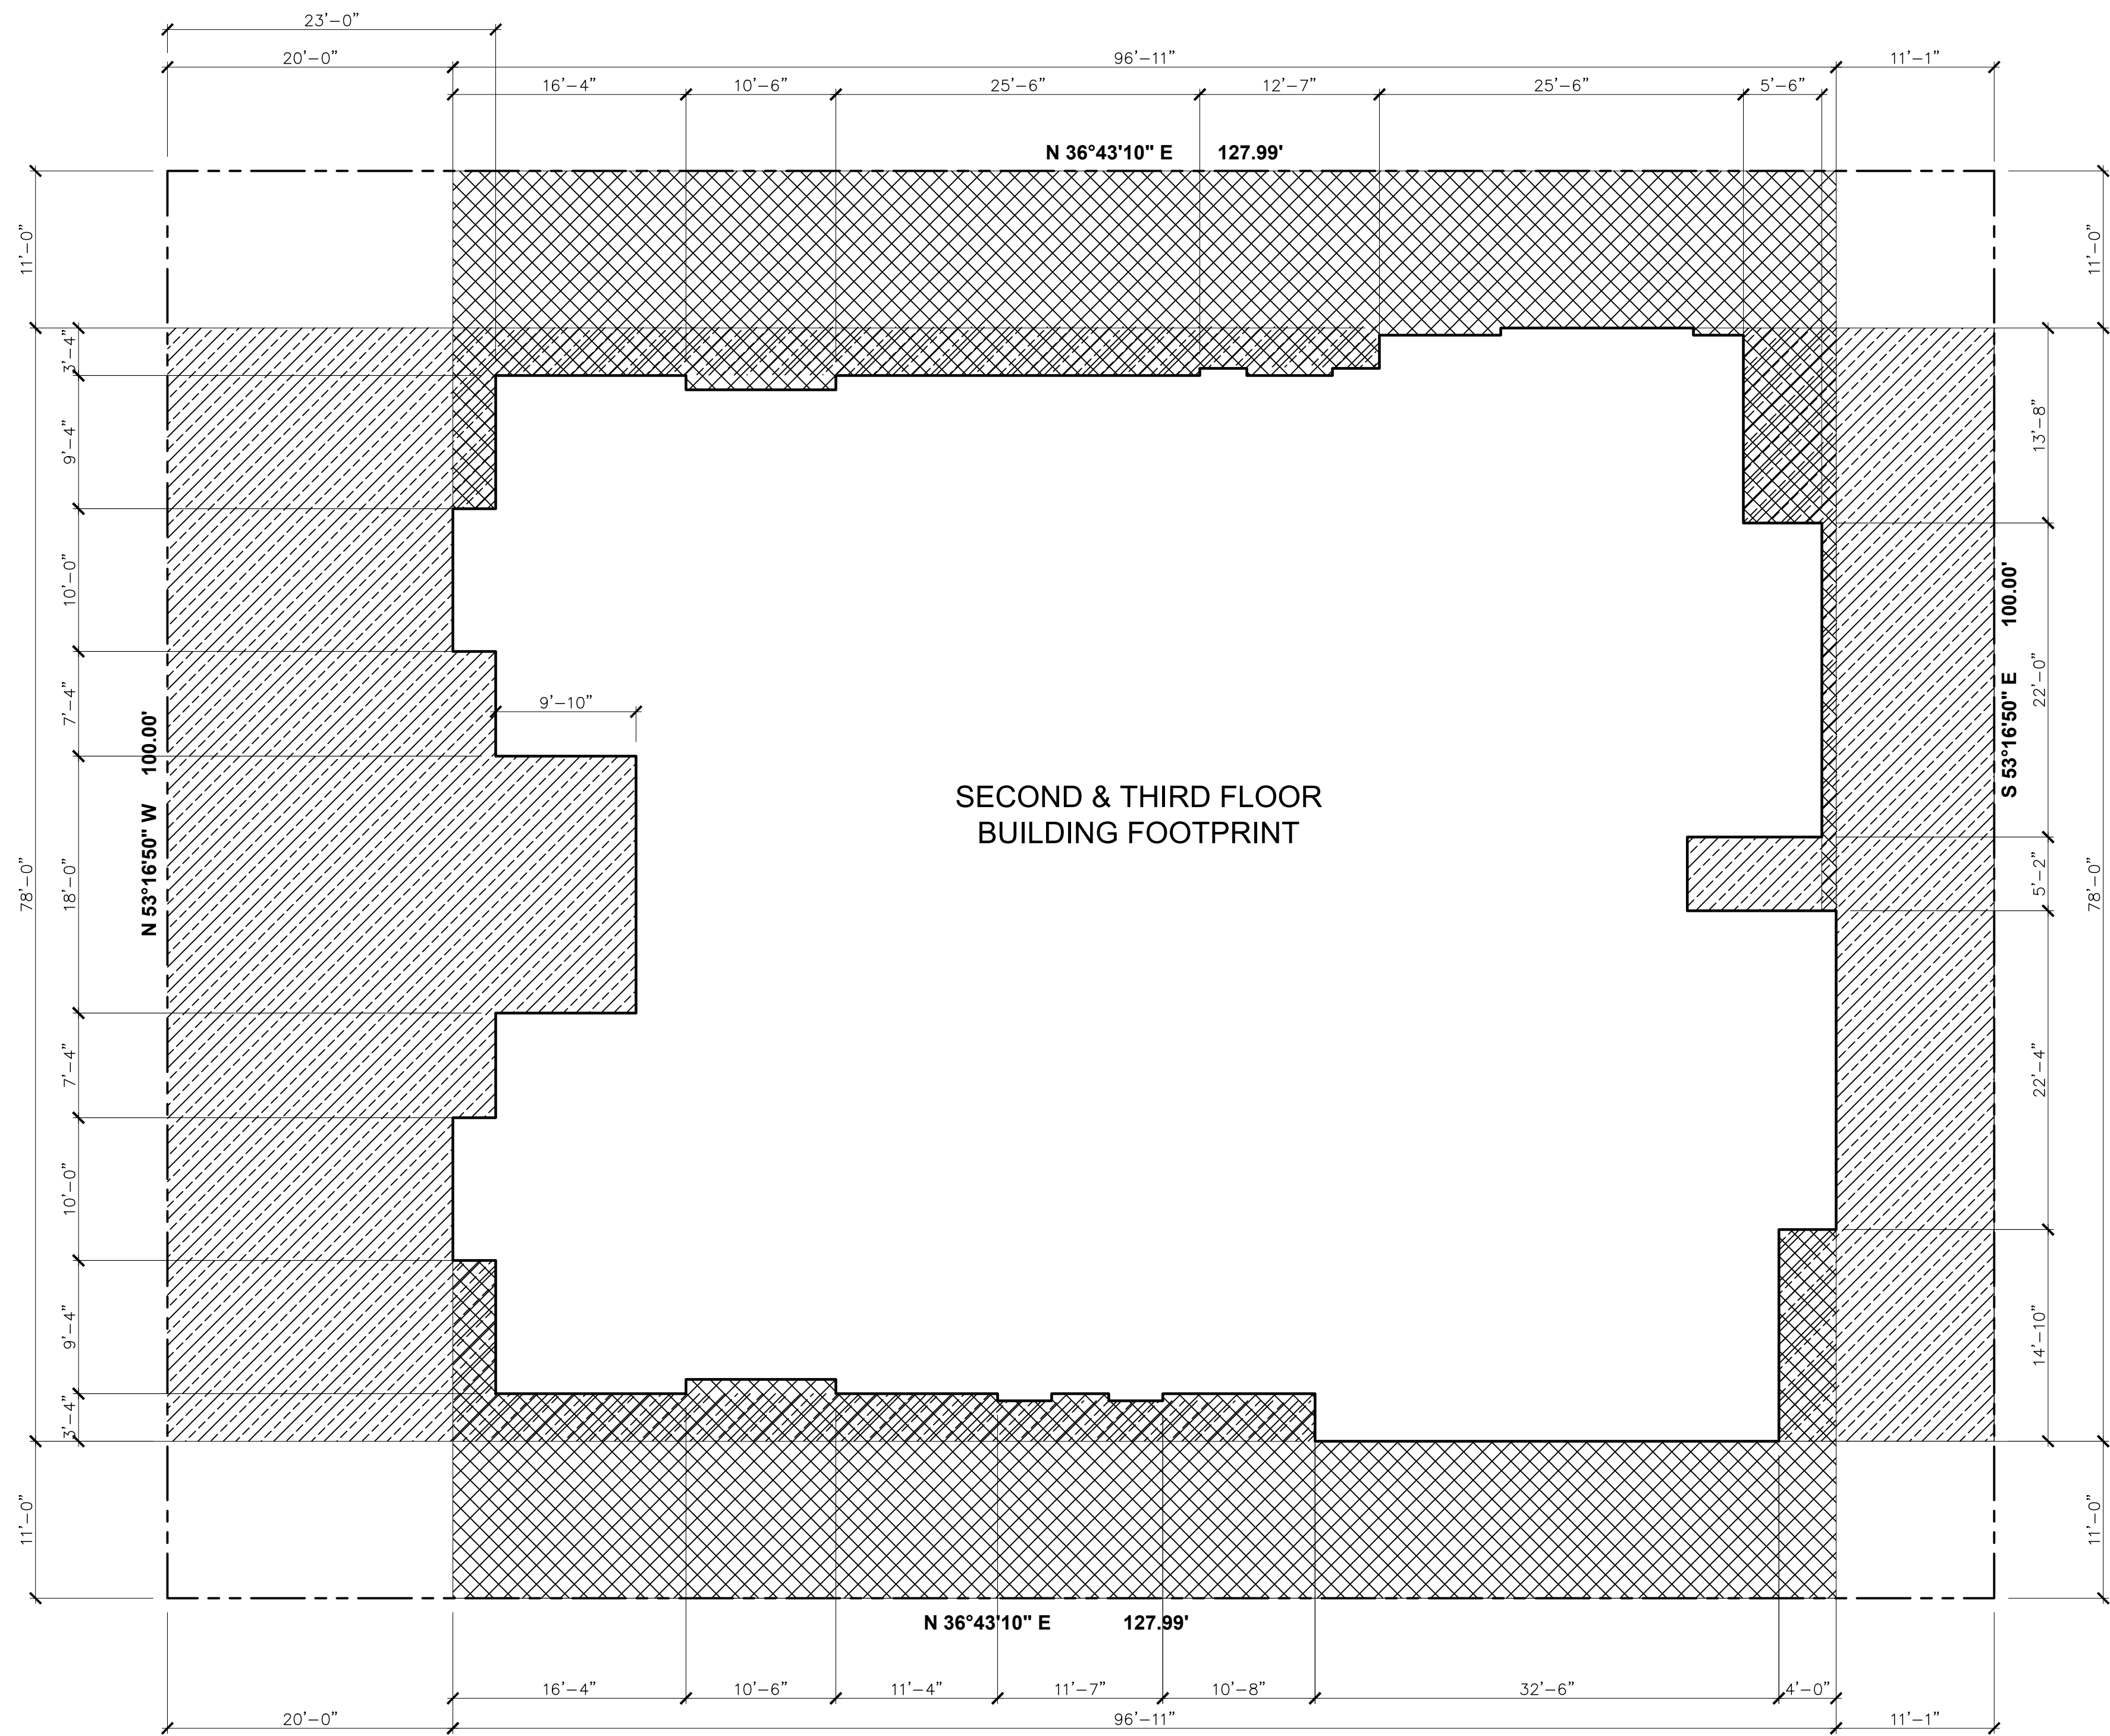 23'-0"
20'-0" 96'-11" 11'-1"
16'-4" 10'-6" 25'-6" 12'-7" 25'-6" 5'-6"
N 36°43'10" E 127.99'
11'-0"
78'-0"
11'-0"
3'-4"
9'-4"
10'-0"
7'-4"
18'-0"
7'-4"
10'-0"
9'-4"
3'-4"
N 53°16'50" W 100.00'
9'-10"
SECOND & THIRD FLOOR
BUILDING FOOTPRINT
S 53°16'50" E 100.00'
13'-8"
22'-0"
5'-2"
22'-4"
14'-10"
11'-0"
78'-0"
11'-0"
N 36°43'10" E 127.99'
16'-4" 10'-6" 11'-4" 11'-7" 10'-8" 32'-6" 4'-0"
20'-0" 96'-11" 11'-1"